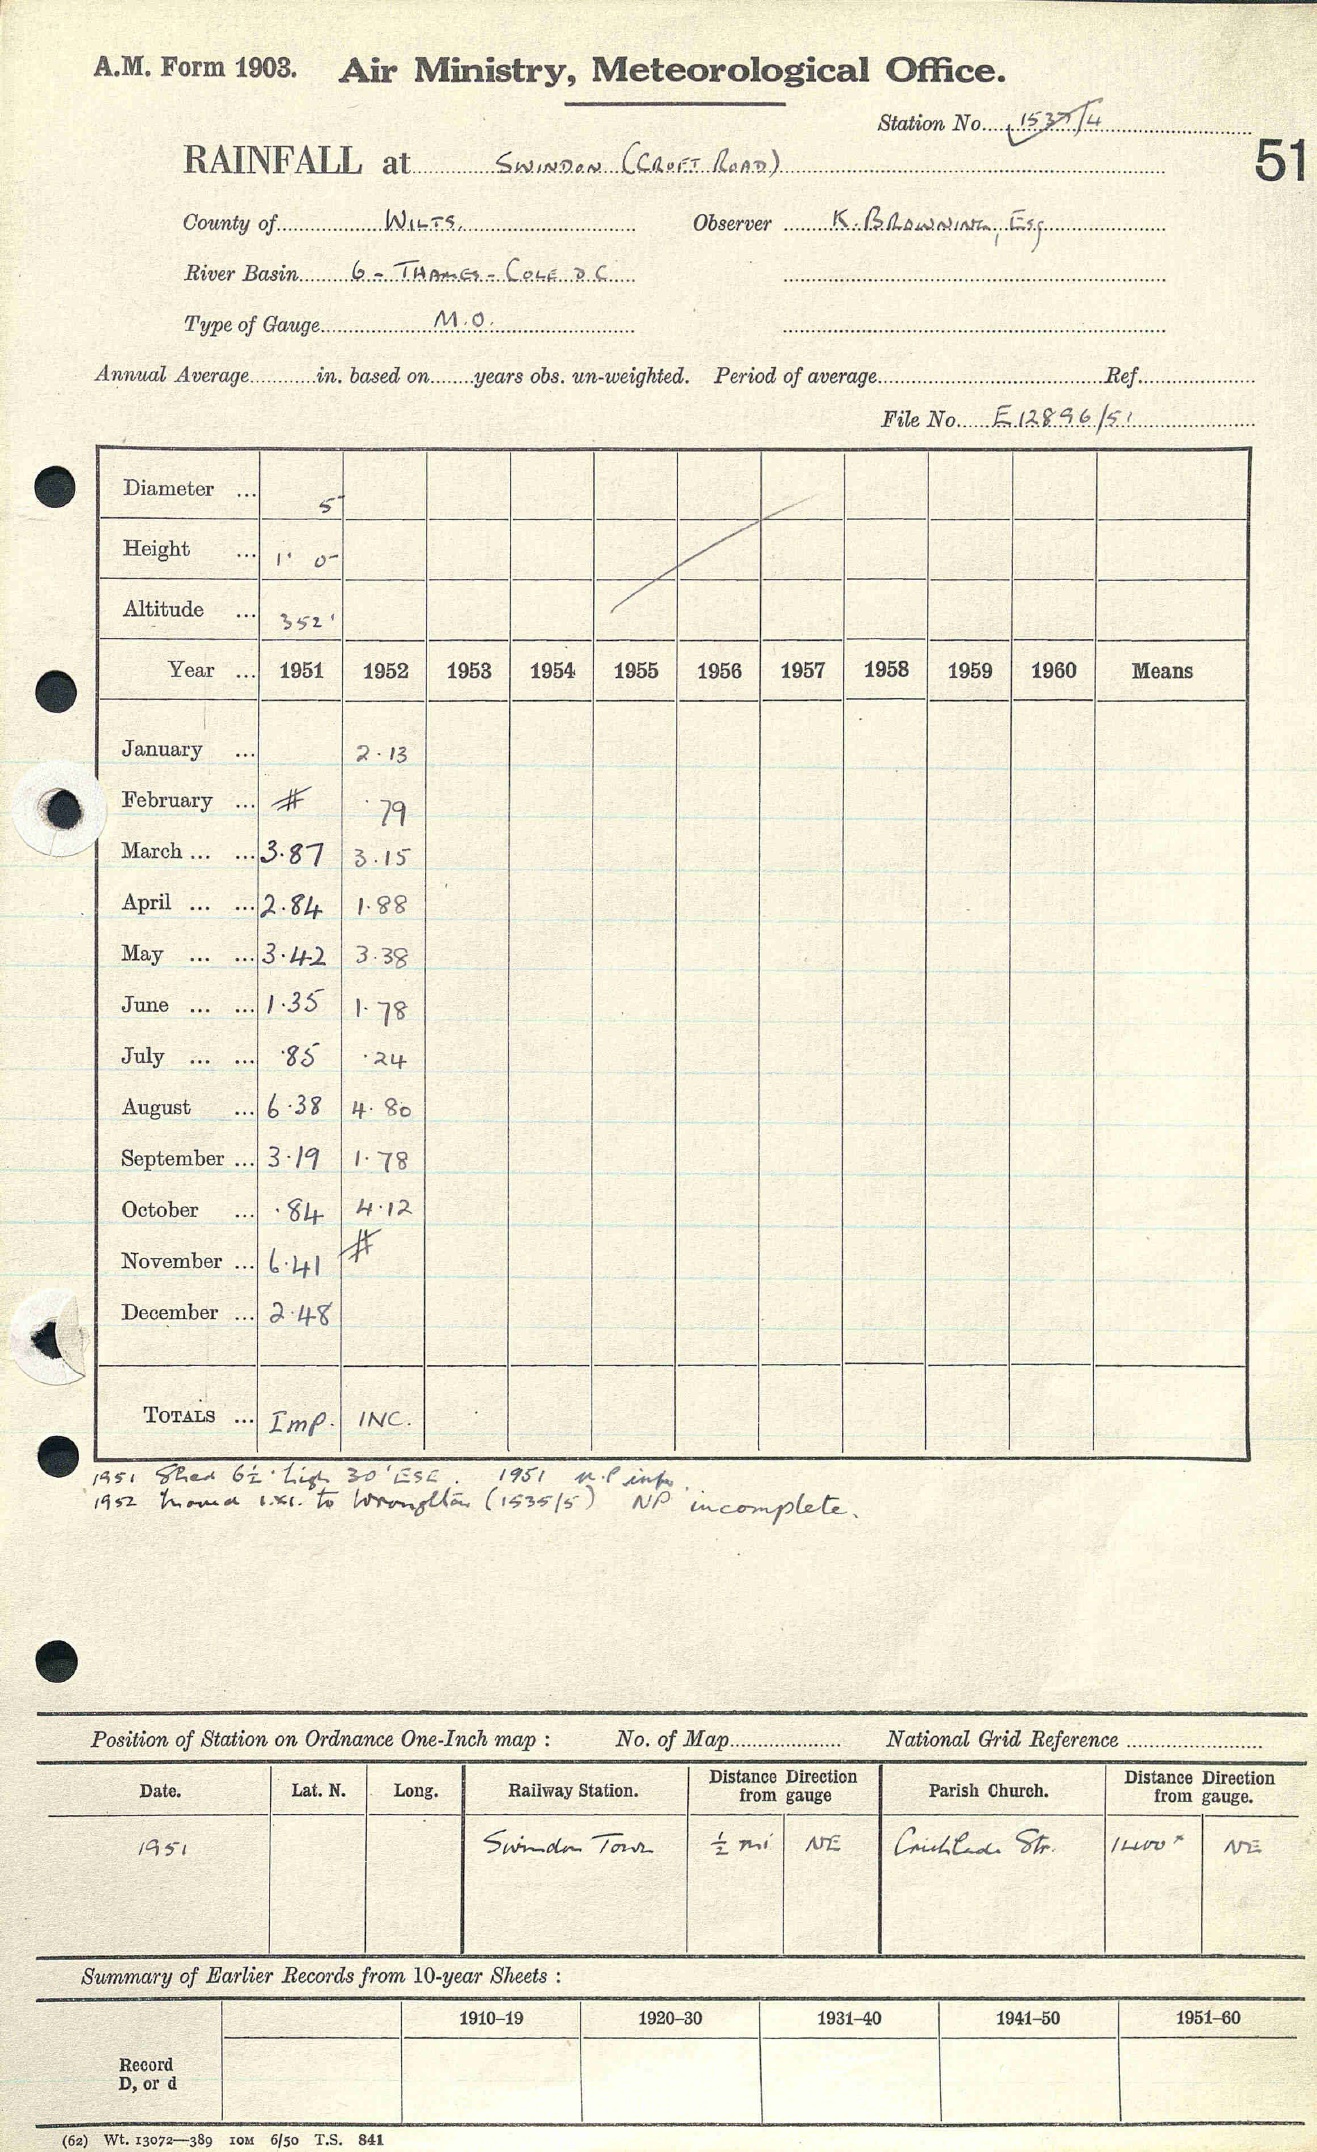 A.M. Form 1903. Air Ministry, Meteorological Office.
Station No. 1537/4
51
RAINFALL at SWINDON (CROFT ROAD)
County of WILTS. Observer K. BROWNING, Esq
River Basin 6 - THAMES - COLE D.C.
Type of Gauge M.O.
Annual Average in. based on years obs. un-weighted. Period of average Ref.
File No. E12896/51
Diameter ... 5
Height ... 1' 0
Altitude ... 352'
Year ... 1951 1952 1953 1954 1955 1956 1957 1958 1959 1960 Means
January ... 2.13
February ... # .79
March ... ... 3.87 3.15
April ... ... 2.84 1.88
May ... ... 3.42 3.38
June ... ... 1.35 1.78
July ... ... .85 .24
August ... 6.38 4.80
September ... 3.19 1.78
October ... .84 4.12
November ... 6.41 #
December ... 2.48
TOTALS ... Imp. INC.
1951 Shed 6½' high 30' ESE. 1951 N.P.
1952 moved 1.XI. to Wroughton (1535/5) NP incomplete.
Position of Station on Ordnance One-Inch map : No. of Map National Grid Reference
Date. Lat. N. Long. Railway Station. Distance Direction from gauge Parish Church. Distance Direction from gauge.
1951 Swindon Town ½ mi NE Cricklade Str. 1400 NE
Summary of Earlier Records from 10-year Sheets :
1910–19 1920–30 1931–40 1941–50 1951–60
Record
D, or d
(62) Wt. 13072—389 10M 6/50 T.S. 841